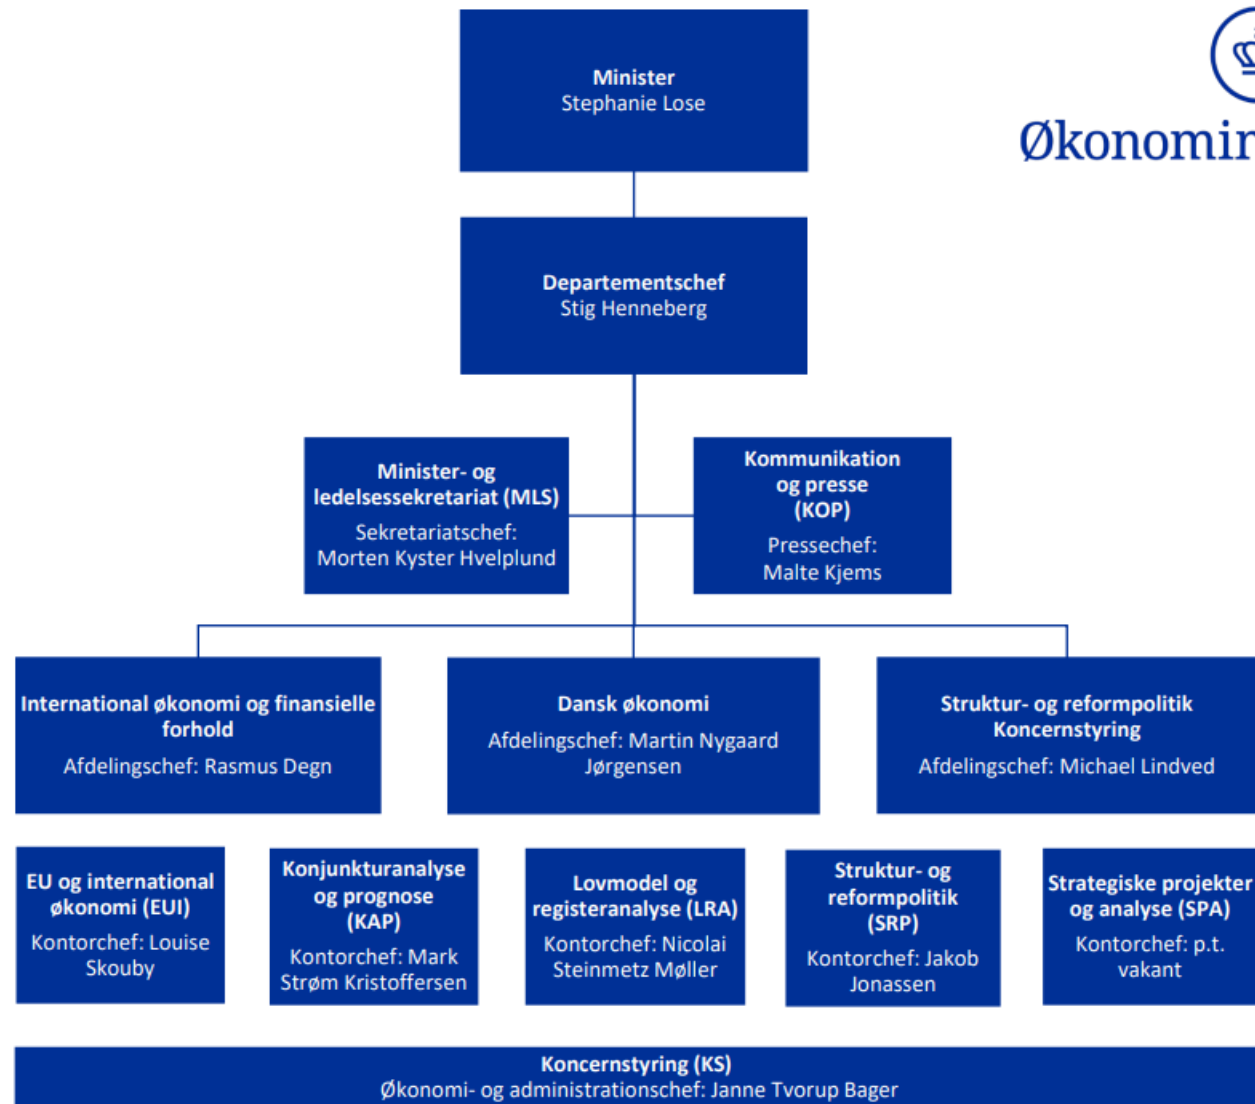 Minister
Stephanie Lose
Departementschef
Stig Henneberg
Minister- og
ledelsessekretariat (MLS)
Sekretariatschef:
Morten Kyster Hvelplund
Kommunikation
og presse
(KOP)
Pressechef:
Malte Kjems
International økonomi og finansielle
forhold
Afdelingschef: Rasmus Degn
Dansk økonomi
Afdelingschef: Martin Nygaard
Jørgensen
Struktur- og reformpolitik
Koncernstyring
Afdelingschef: Michael Lindved
EU og international
økonomi (EUI)
Kontorchef: Louise
Skouby
Konjunkturanalyse
og prognose
(KAP)
Kontorchef: Mark
Strøm Kristoffersen
Lovmodel og
registeranalyse (LRA)
Kontorchef: Nicolai
Steinmetz Møller
Struktur- og
reformpolitik
(SRP)
Kontorchef: Jakob
Jonassen
Strategiske projekter
og analyse (SPA)
Kontorchef: p.t.
vakant
Koncernstyring (KS)
Økonomi- og administrationschef: Janne Tvorup Bager